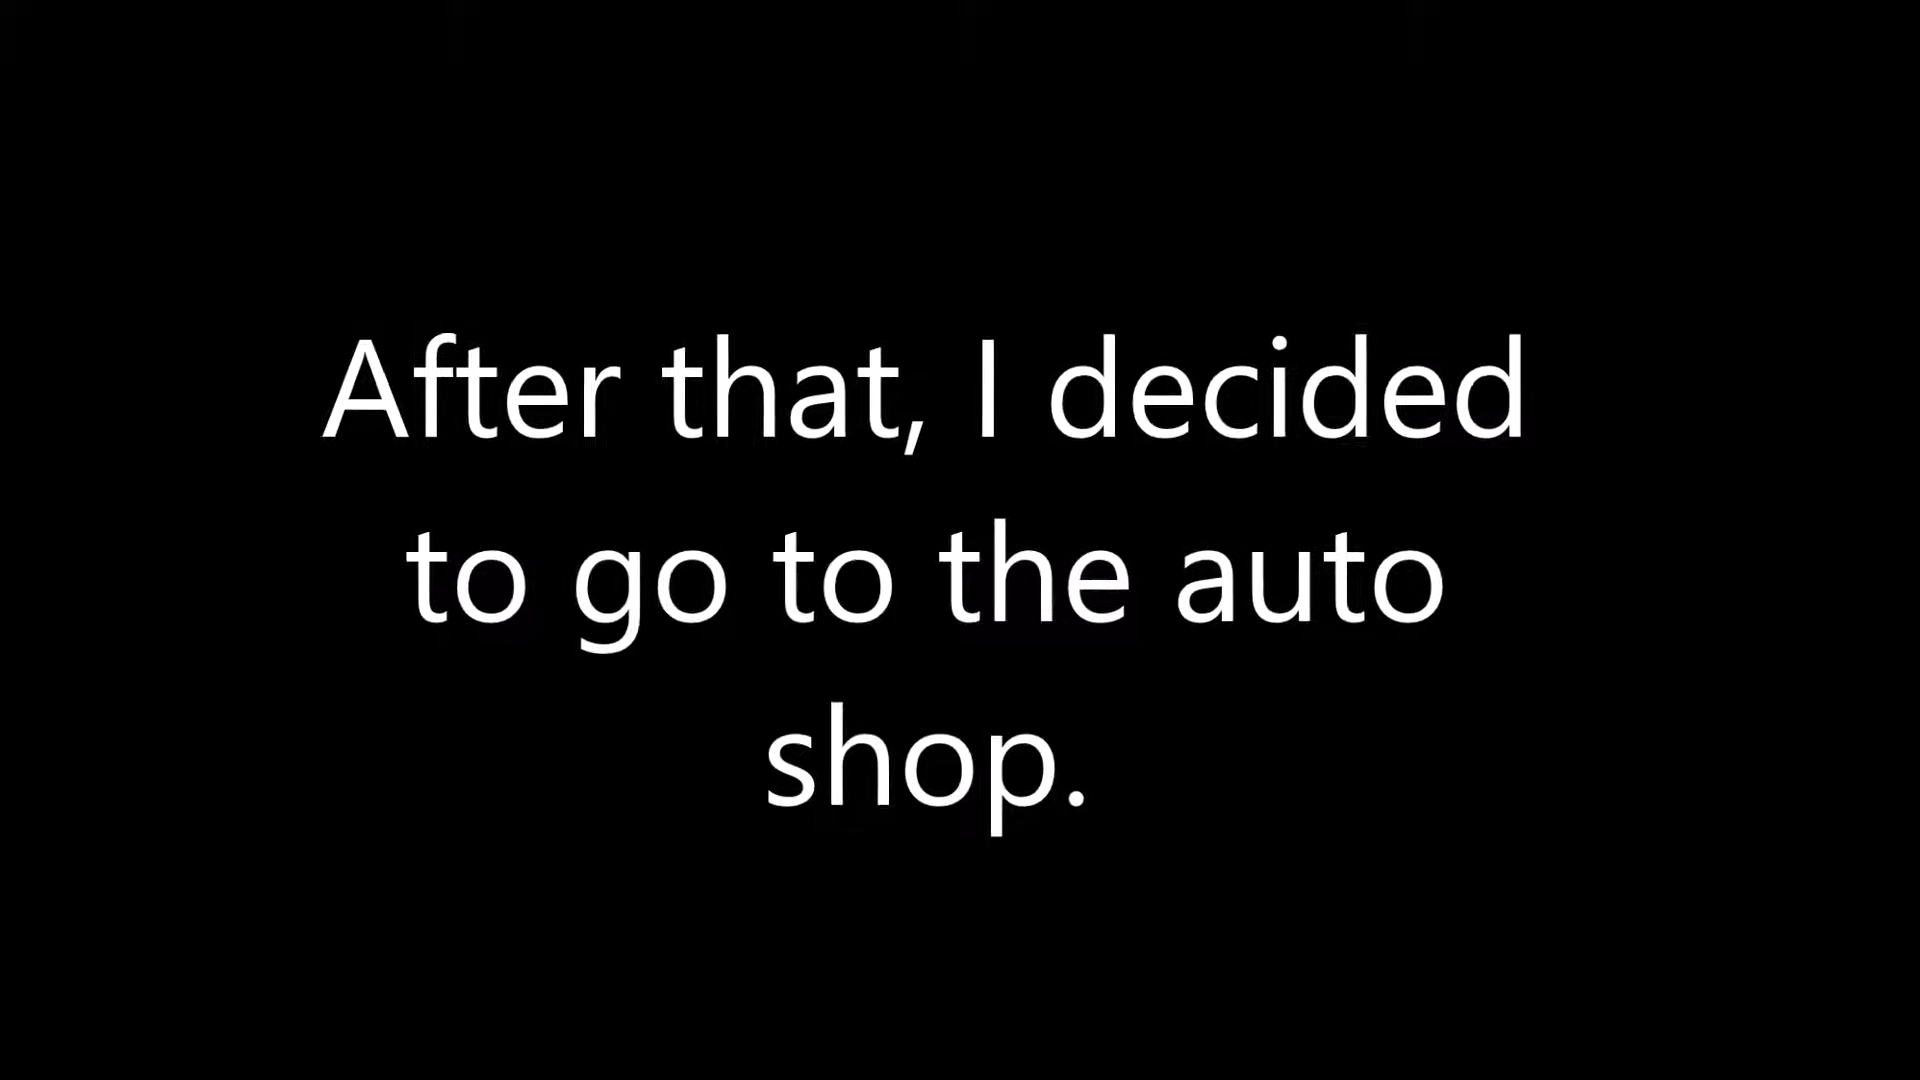 After that, I decided
to go to the auto
shop.